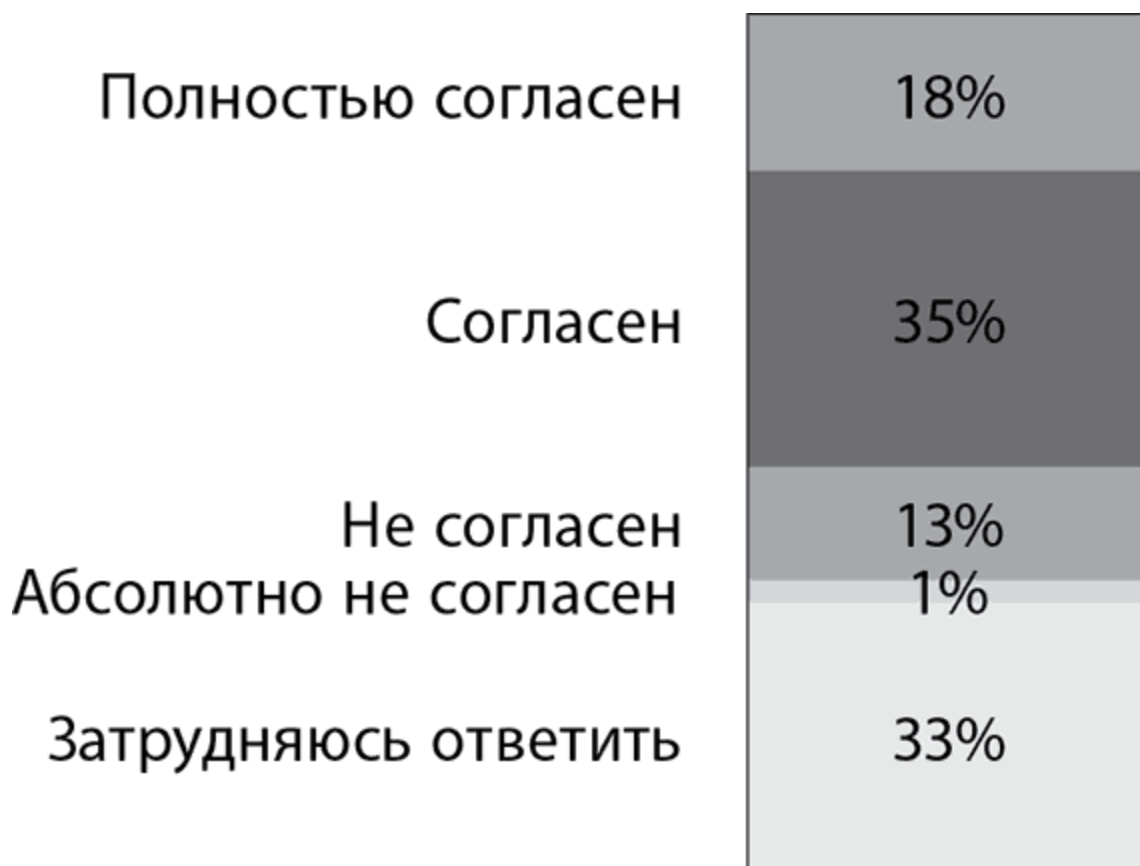 Полностью согласен 18%
Согласен 35%
Не согласен 13%
Абсолютно не согласен 1%
Затрудняюсь ответить 33%